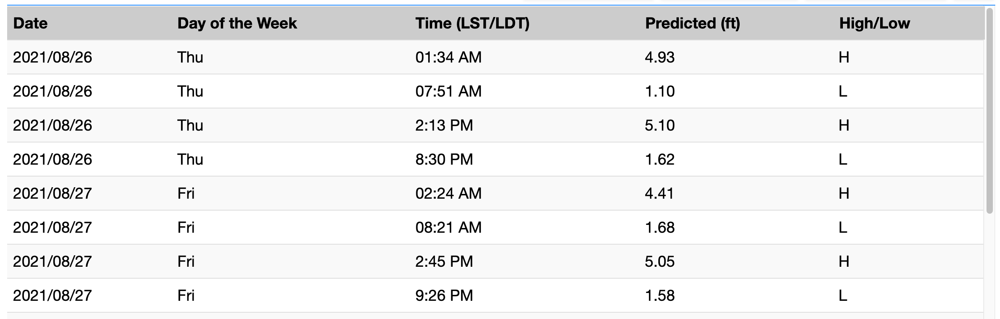 Date Day of the Week Time (LST/LDT) Predicted (ft) High/Low
2021/08/26 Thu 01:34 AM 4.93 H
2021/08/26 Thu 07:51 AM 1.10 L
2021/08/26 Thu 2:13 PM 5.10 H
2021/08/26 Thu 8:30 PM 1.62 L
2021/08/27 Fri 02:24 AM 4.41 H
2021/08/27 Fri 08:21 AM 1.68 L
2021/08/27 Fri 2:45 PM 5.05 H
2021/08/27 Fri 9:26 PM 1.58 L